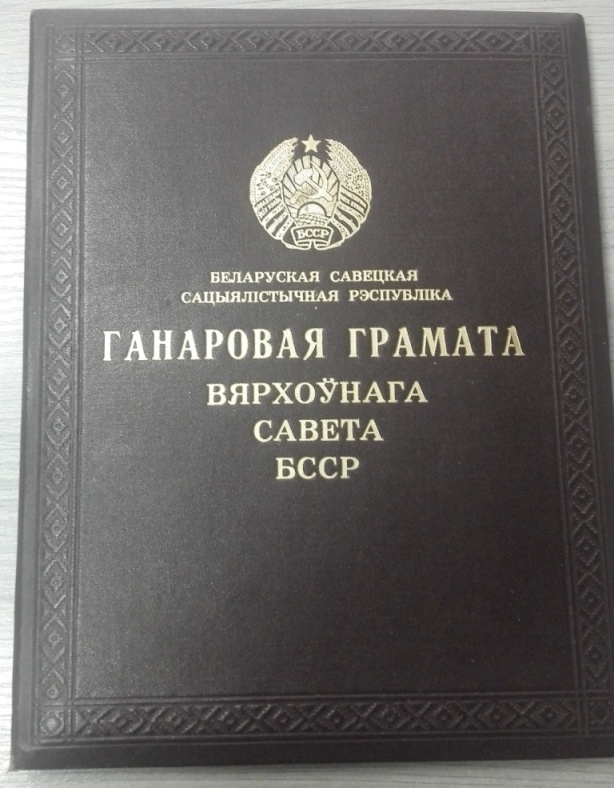 БССР
БЕЛАРУСКАЯ САВЕЦКАЯ
САЦЫЯЛІСТЫЧНАЯ РЭСПУБЛІКА
ГАНАРОВАЯ ГРАМАТА
ВЯРХОЎНАГА
САВЕТА
БССР